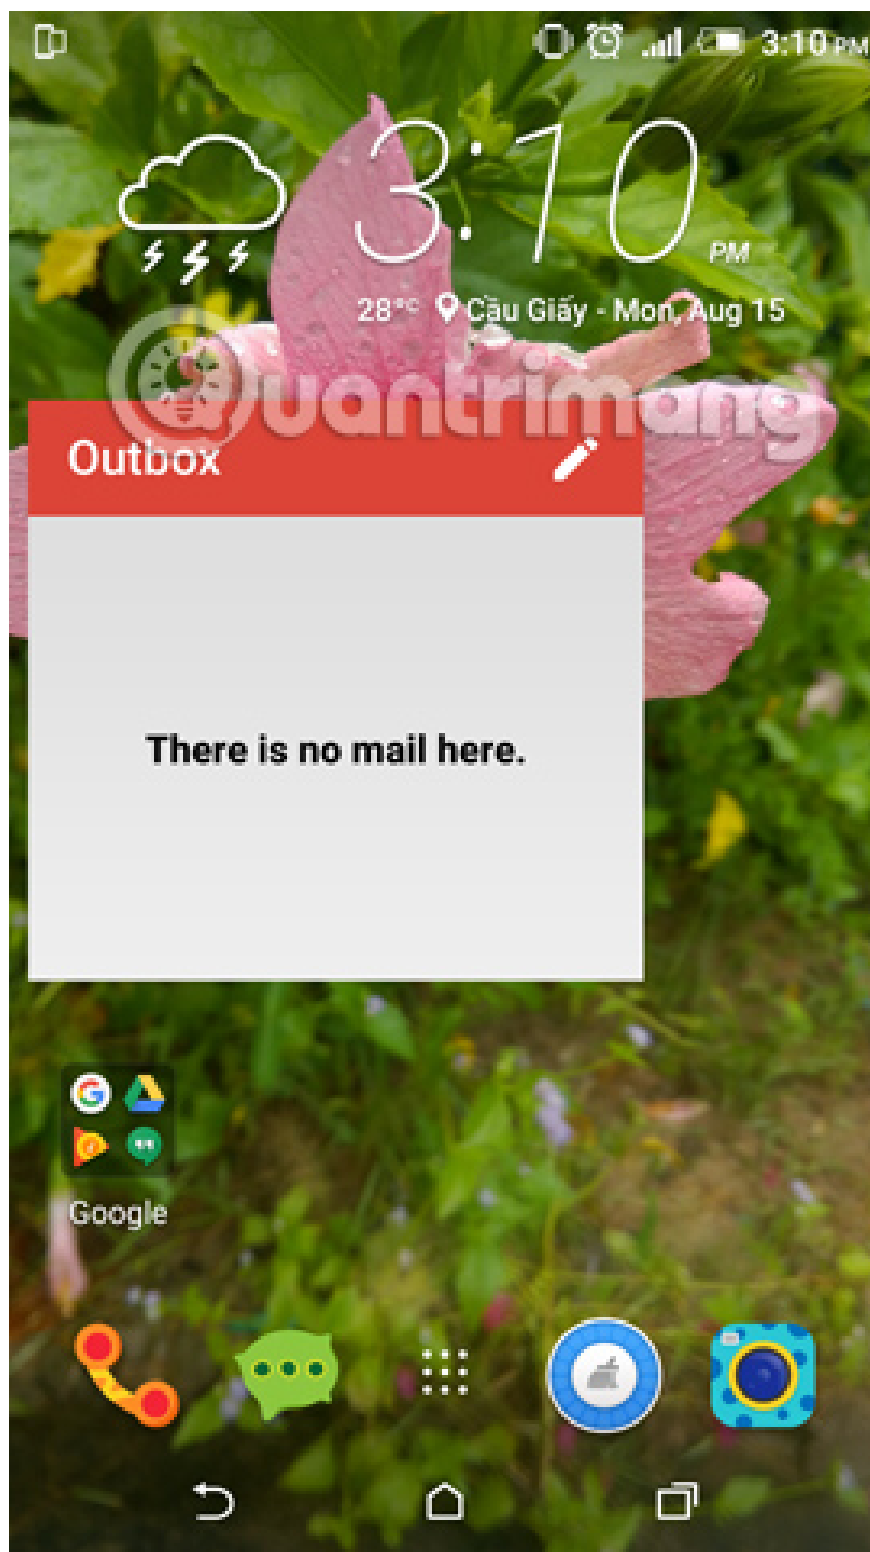 3:10 PM
3:10 PM
28°C Cầu Giấy - Mon, Aug 15
Quantrimang
Outbox
There is no mail here.
Google